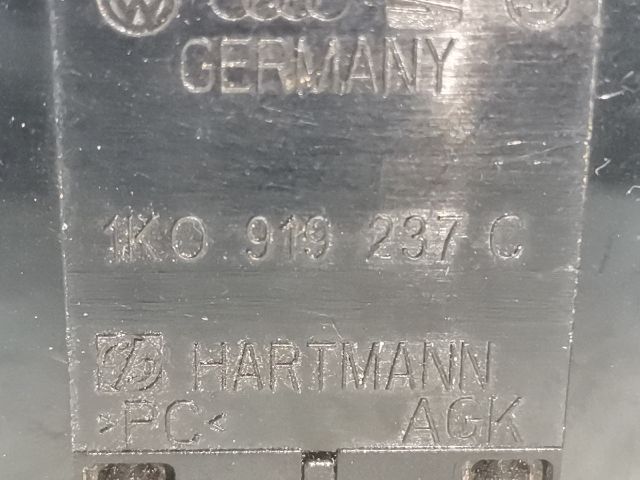 GERMANY
1K0 919 237 C
HARTMANN
>PC< AGK